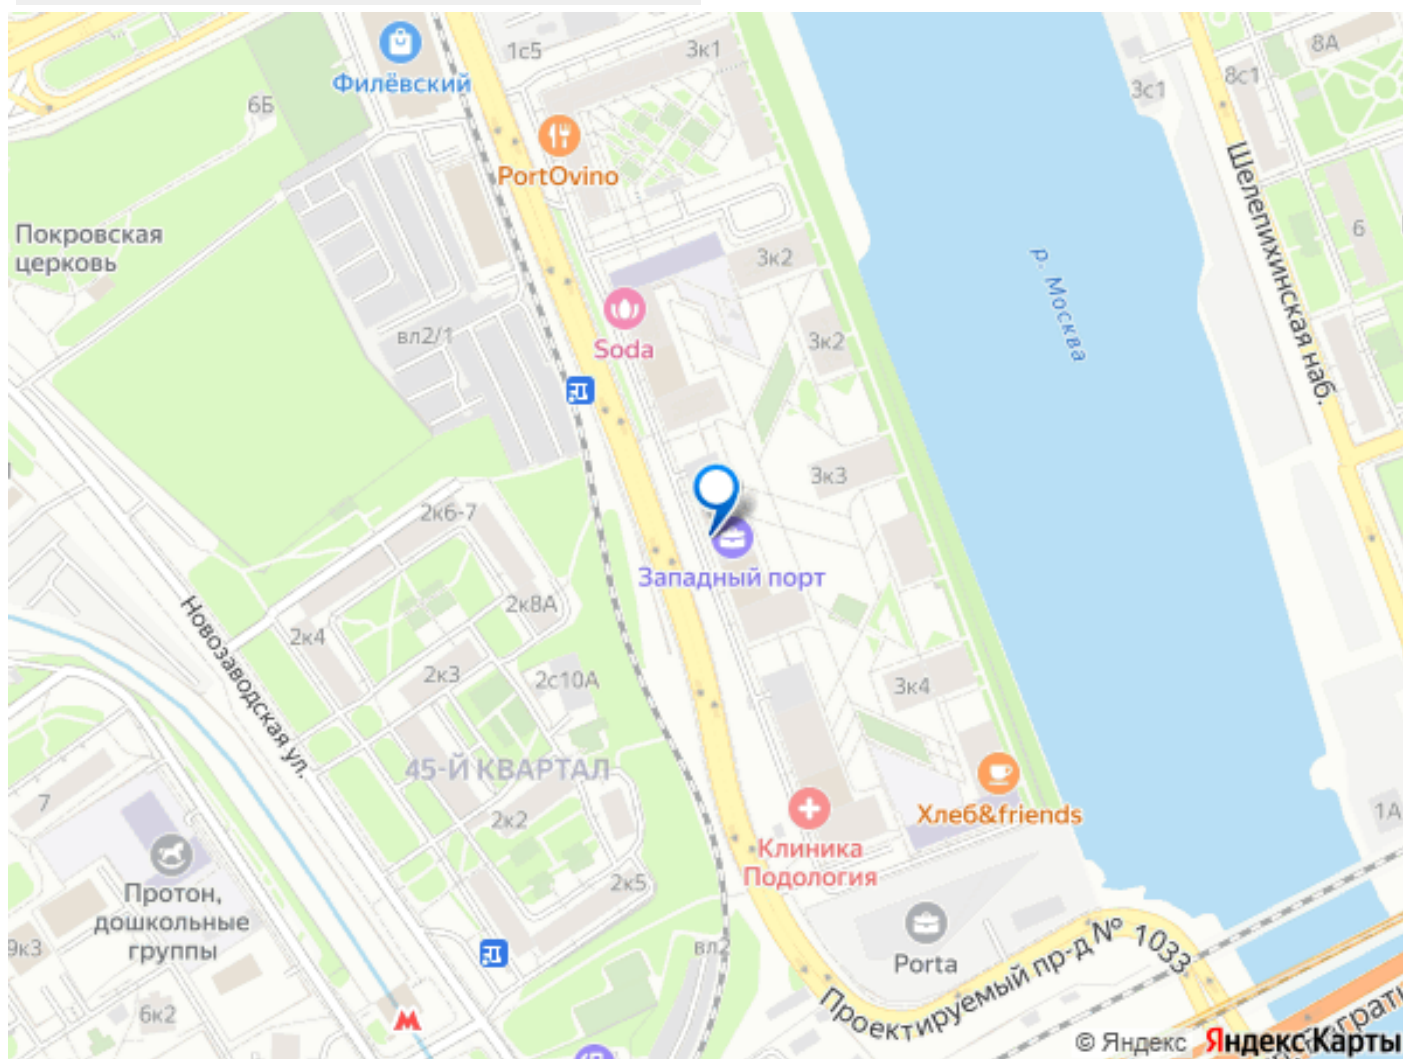 1с5
3к1
Филёвский
8А
8с1
3с1
6Б
PortOvino
Шелепихинская наб.
Покровская
церковь
6
3к2
р. Москва
вл2/1
3к2
Soda
3к3
2к6-7
Западный порт
2к8А
Новозаводская ул.
2к4
2к3
2с10А
3к4
45-Й КВАРТАЛ
7
2к2
Хлеб&friends
1А
Клиника
Подология
Протон,
дошкольные
группы
2к5
9к3
вл2
Porta
Проектируемый пр-д № 1033
6к2
© Яндекс Яндекс Карты